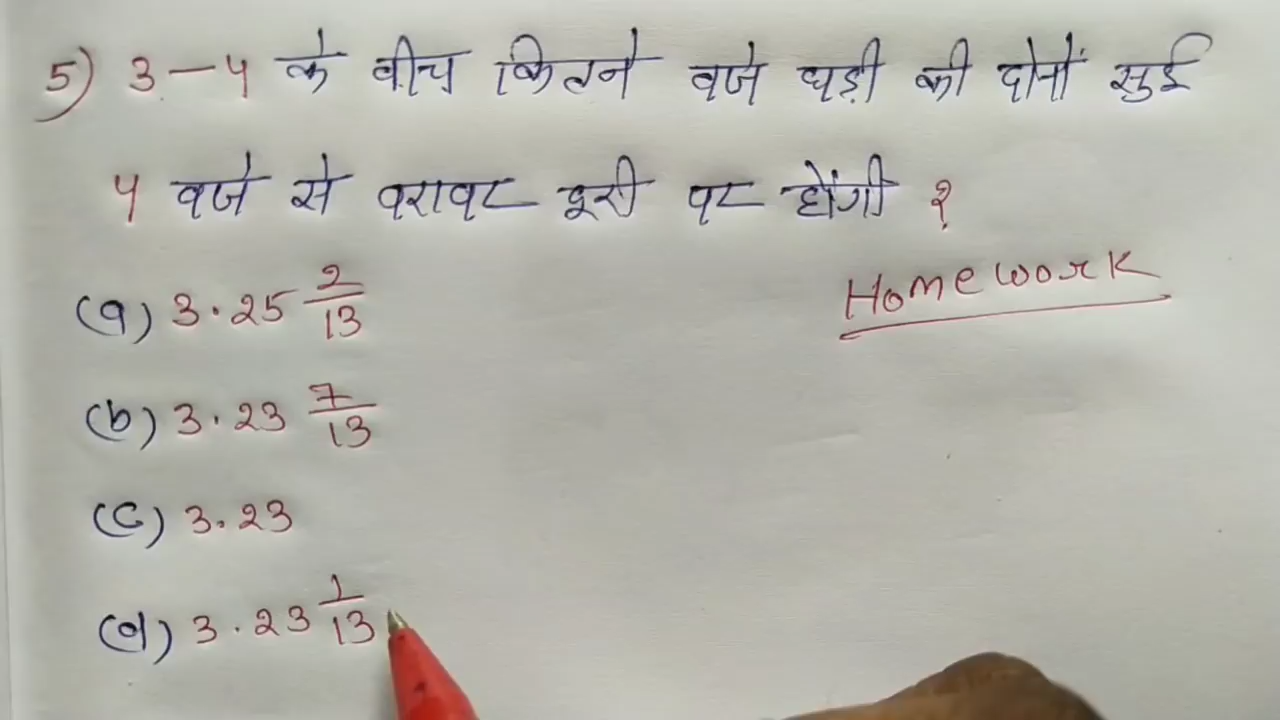 5) 3-4 के बीच कितने बजे घड़ी की दोनों सुई
4 बजे से बराबर दूरी पर होंगी ?
Homework
(a) 3.25 2/13
(b) 3.23 7/13
(c) 3.23
(d) 3.23 1/13